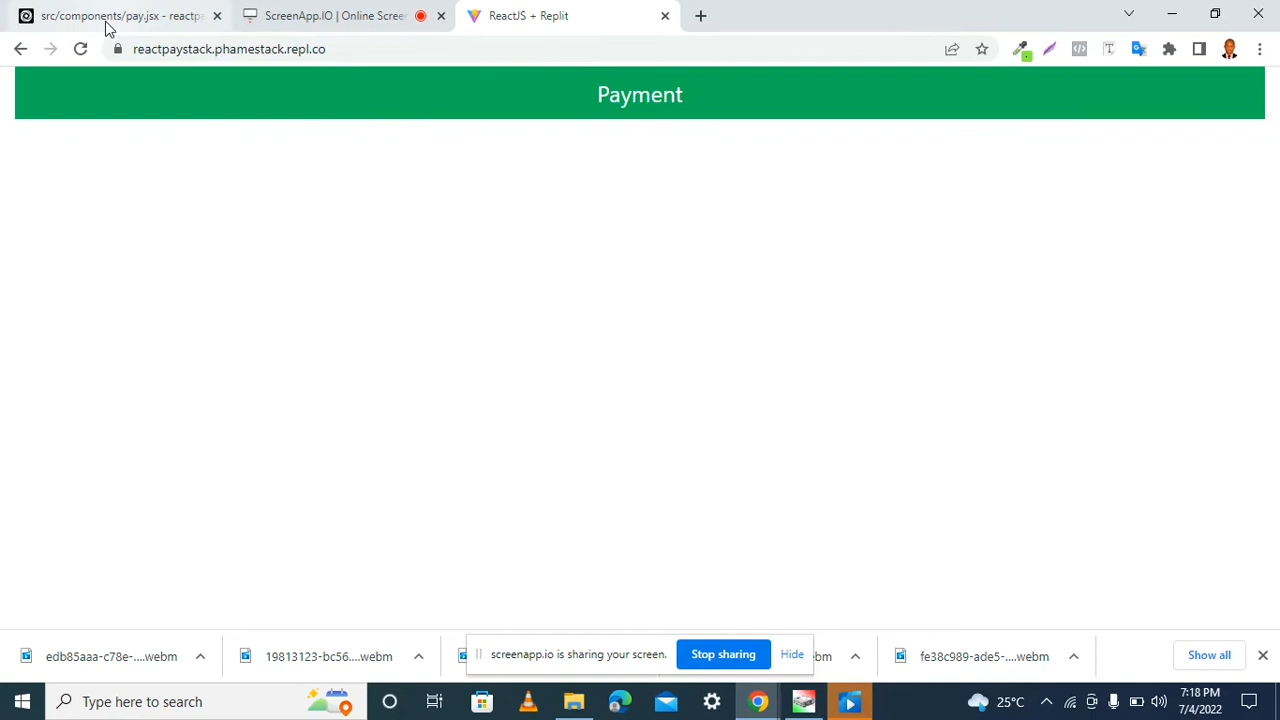 src/components/pay.jsx - reactpa
ScreenApp.IO | Online Screen
ReactJS + Replit
reactpaystack.phamestack.repl.co
Payment
edb85aaa-c78e-....webm
19813123-bc56....webm
screenapp.io is sharing your screen.
Stop sharing
Hide
bm
fe38c989-ade5-....webm
Show all
Type here to search
25°C
7:18 PM
7/4/2022